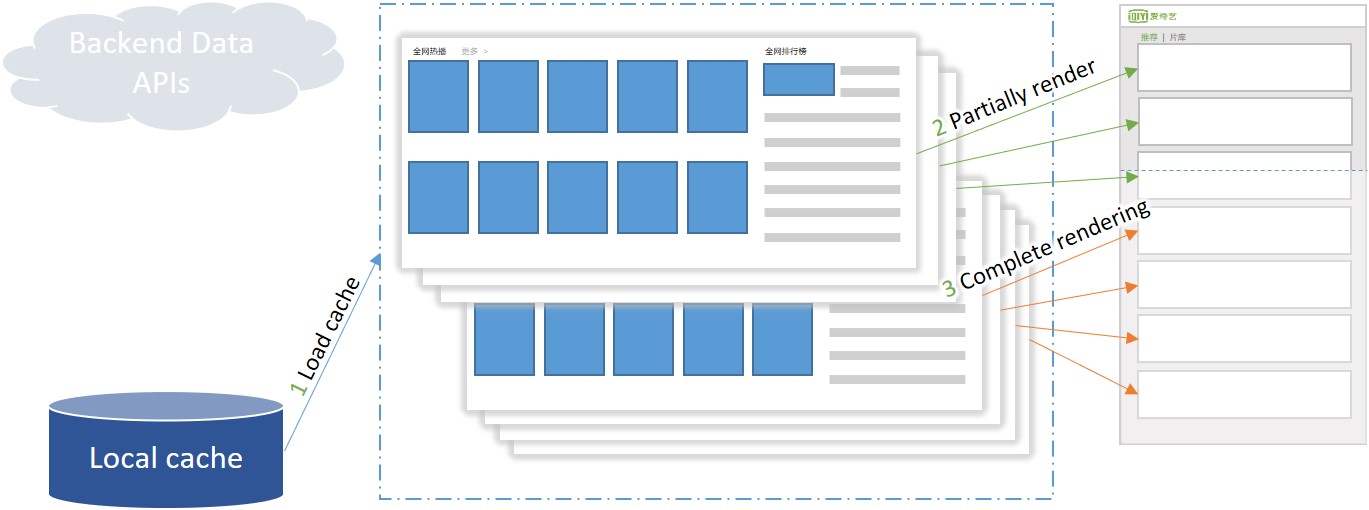 Backend Data
APIs
全网热播 更多 >
全网排行榜
iQIYI 爱奇艺
推荐 | 片库
2 Partially render
3 Complete rendering
1 Load cache
Local cache